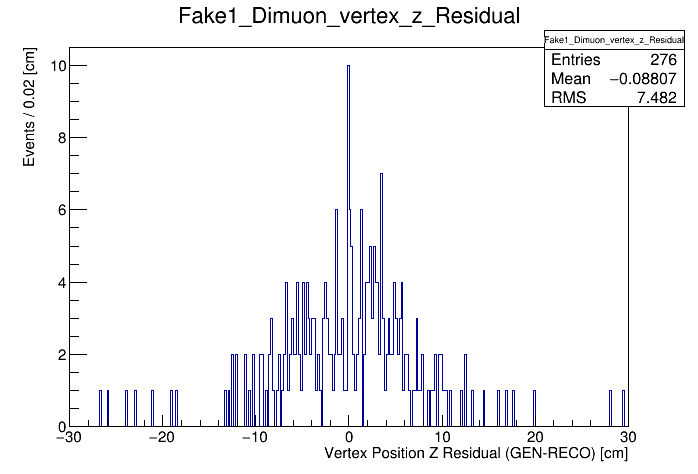 Fake1_Dimuon_vertex_z_Residual
Fake1_Dimuon_vertex_z_Residual
Entries 276
Mean −0.08807
RMS 7.482
Events / 0.02 [cm]
10
8
6
4
2
0
−30 −20 −10 0 10 20 30
Vertex Position Z Residual (GEN-RECO) [cm]